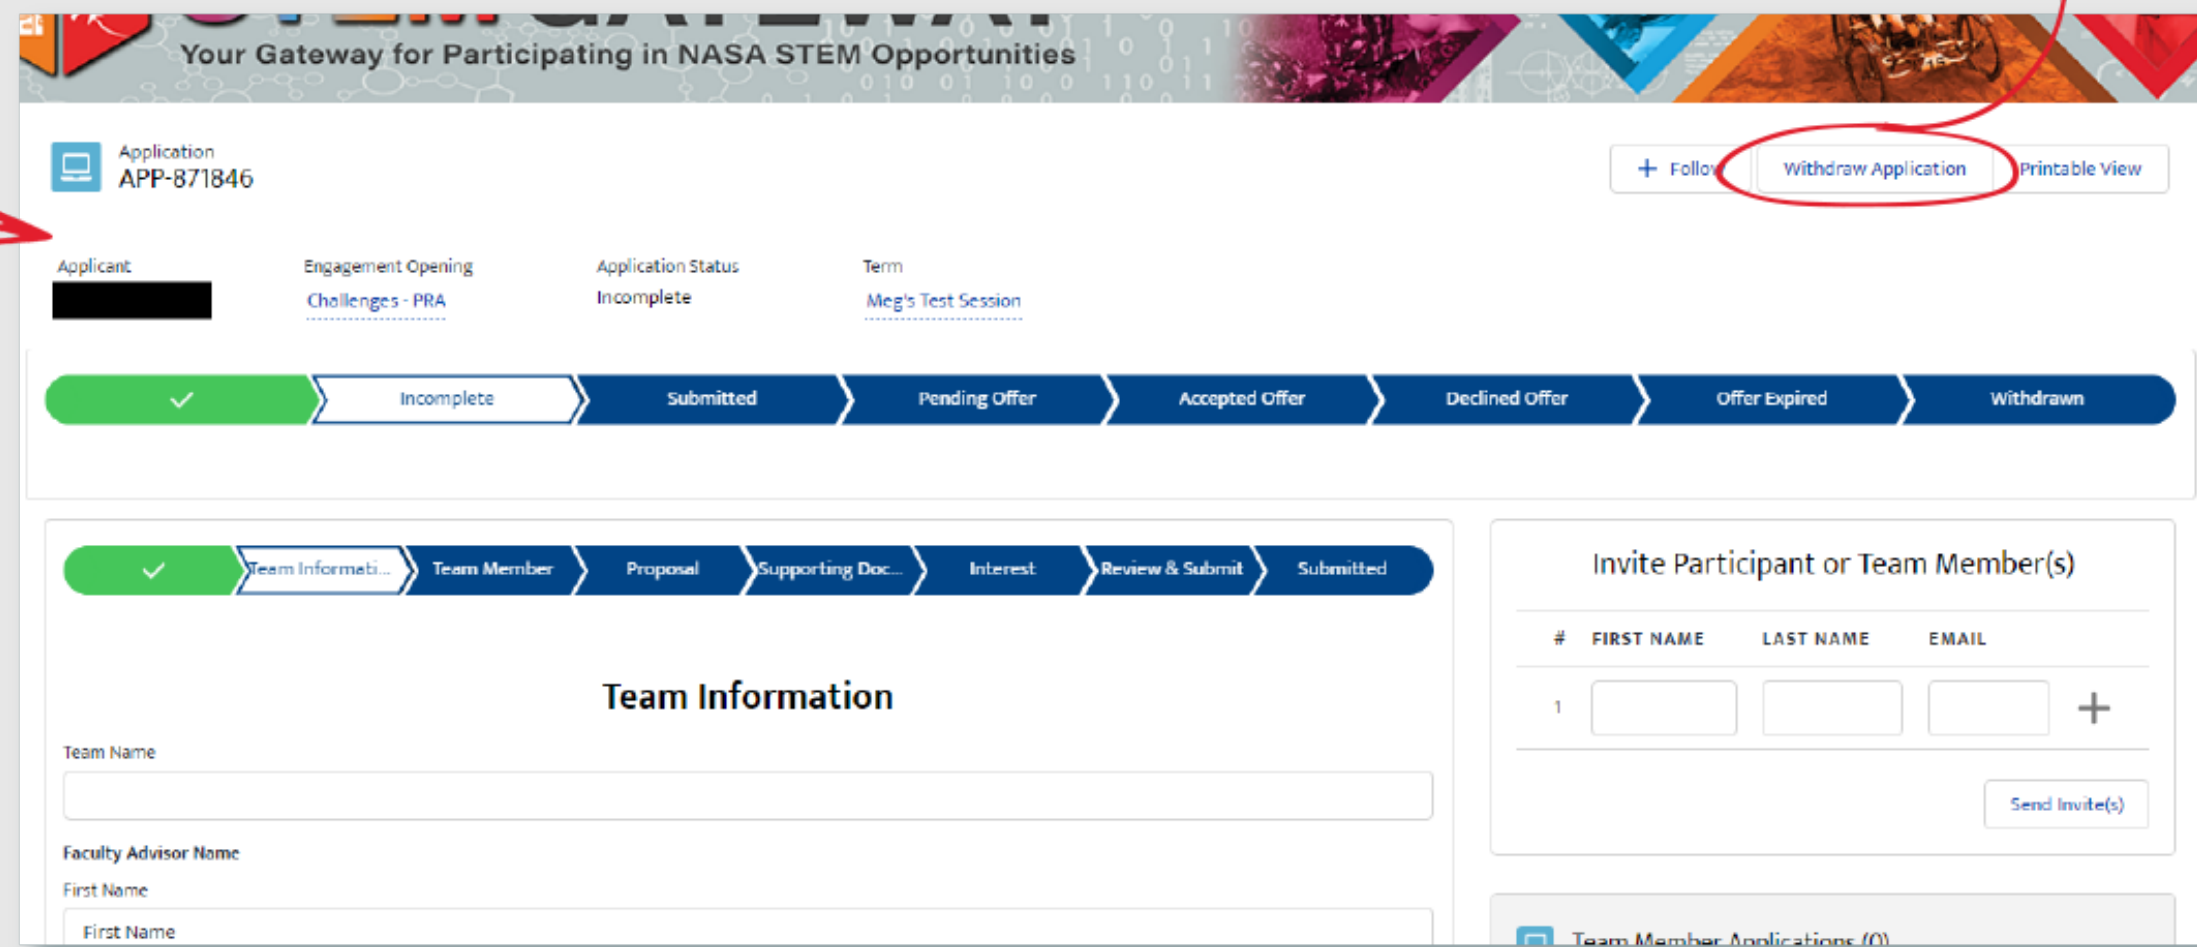 STEM GATEWAY
Your Gateway for Participating in NASA STEM Opportunities
Application
APP-871846
+ Follow
Withdraw Application
Printable View
Applicant
Engagement Opening
Application Status
Term
Challenges - PRA
Incomplete
Meg's Test Session
Incomplete
Submitted
Pending Offer
Accepted Offer
Declined Offer
Offer Expired
Withdrawn
Team Informati...
Team Member
Proposal
Supporting Doc...
Interest
Review & Submit
Submitted
Team Information
Team Name
Faculty Advisor Name
First Name
First Name
Invite Participant or Team Member(s)
# FIRST NAME LAST NAME EMAIL
1
Send Invite(s)
Team Member Applications (0)